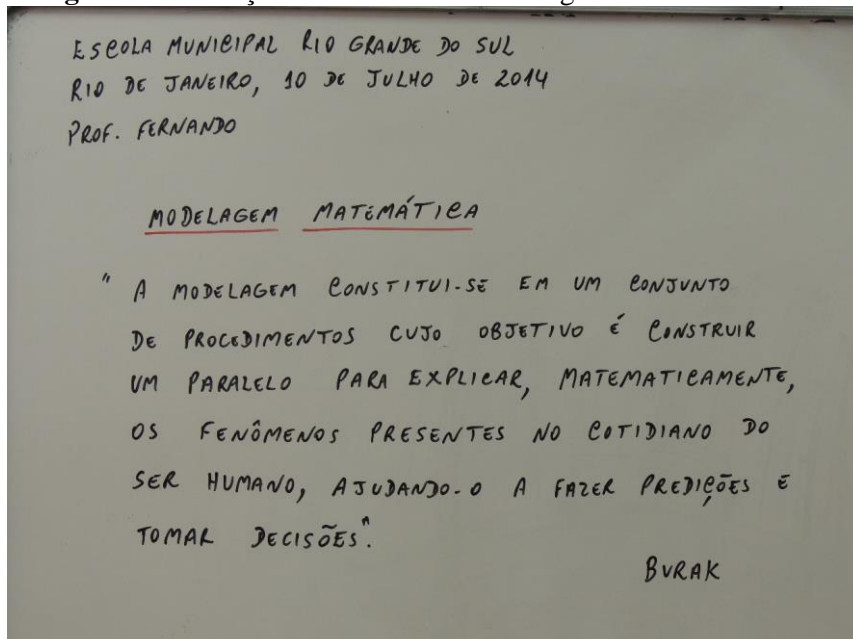 ESCOLA MUNICIPAL RIO GRANDE DO SUL
RIO DE JANEIRO, 10 DE JULHO DE 2014
PROF. FERNANDO
MODELAGEM MATEMÁTICA
" A MODELAGEM CONSTITUI-SE EM UM CONJUNTO
DE PROCEDIMENTOS CUJO OBJETIVO É CONSTRUIR
UM PARALELO PARA EXPLICAR, MATEMATICAMENTE,
OS FENÔMENOS PRESENTES NO COTIDIANO DO
SER HUMANO, AJUDANDO-O A FAZER PREDIÇÕES E
TOMAR DECISÕES".
BURAK